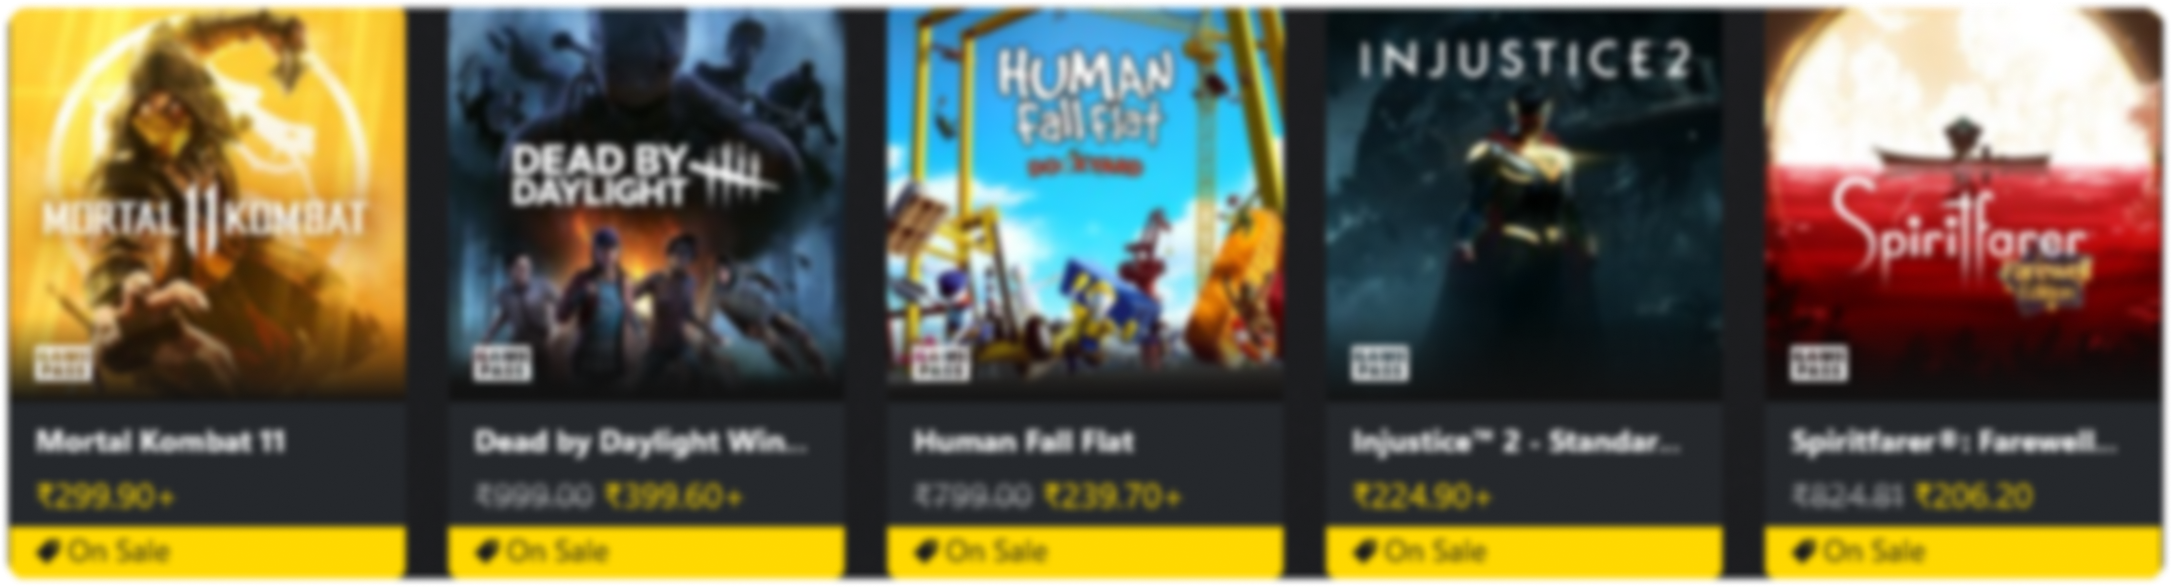 MORTAL 11 KOMBAT
GAME
PASS
Mortal Kombat 11
₹299.90+
On Sale
DEAD BY
DAYLIGHT
GAME
PASS
Dead by Daylight Win...
₹999.00 ₹399.60+
On Sale
HUMAN
Fall Flat
GAME
PASS
Human Fall Flat
₹799.00 ₹239.70+
On Sale
INJUSTICE 2
GAME
PASS
Injustice™ 2 - Standar...
₹224.90+
On Sale
Spiritfarer
Farewell
Edition
GAME
PASS
Spiritfarer®: Farewell...
₹824.81 ₹206.20
On Sale